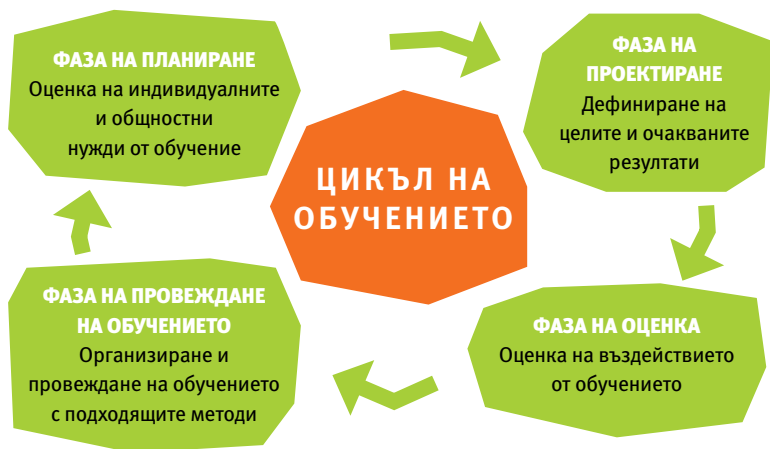 ФАЗА НА ПЛАНИРАНЕ
Оценка на индивидуалните
и общностни
нужди от обучение
ФАЗА НА
ПРОЕКТИРАНЕ
Дефиниране на
целите и очакваните
резултати
ЦИКЪЛ НА
ОБУЧЕНИЕТО
ФАЗА НА ПРОВЕЖДАНЕ
НА ОБУЧЕНИЕТО
Организиране и
провеждане на обучението
с подходящите методи
ФАЗА НА ОЦЕНКА
Оценка на въздействието
от обучението